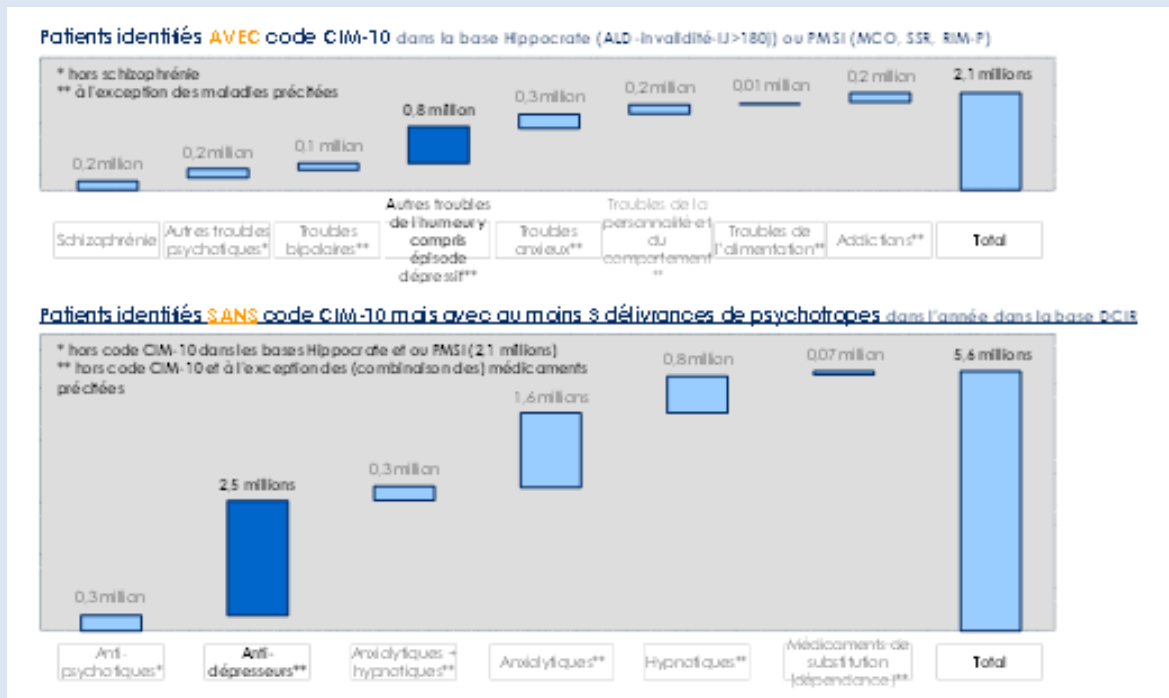 Patients identifiés AVEC code CIM-10 dans la base Hippocrate (ALD-invalidité-IJ>180j) ou PMSI (MCO, SSR, RIM-P)
* hors schizophrénie
** à l'exception des maladies précitées
0,2 million
0,2 million
0,1 million
0,8 million
0,3 million
0,2 million
0,01 million
0,2 million
2,1 millions
Schizophrénie
Autres troubles
psychotiques*
Troubles
bipolaires**
Autres troubles
de l'humeur y
compris
épisode
dépressif**
Troubles
anxieux**
Troubles de la
personnalité et
du
comportement
**
Troubles de
l'alimentation**
Addictions**
Total
Patients identifiés SANS code CIM-10 mais avec au moins 3 délivrances de psychotropes dans l'année dans la base DCIR
* hors code CIM-10 dans les bases Hippocrate et ou PMSI (2,1 millions)
** hors code CIM-10 et à l'exception des (combinaison des) médicaments
précitées
0,3 million
2,5 millions
0,3 million
1,6 millions
0,8 million
0,07 million
5,6 millions
Anti-
psychotiques*
Anti-
dépresseurs**
Anxiolytiques +
hypnotiques**
Anxiolytiques**
Hypnotiques**
Médicaments de
substitution
(dépendance)**
Total